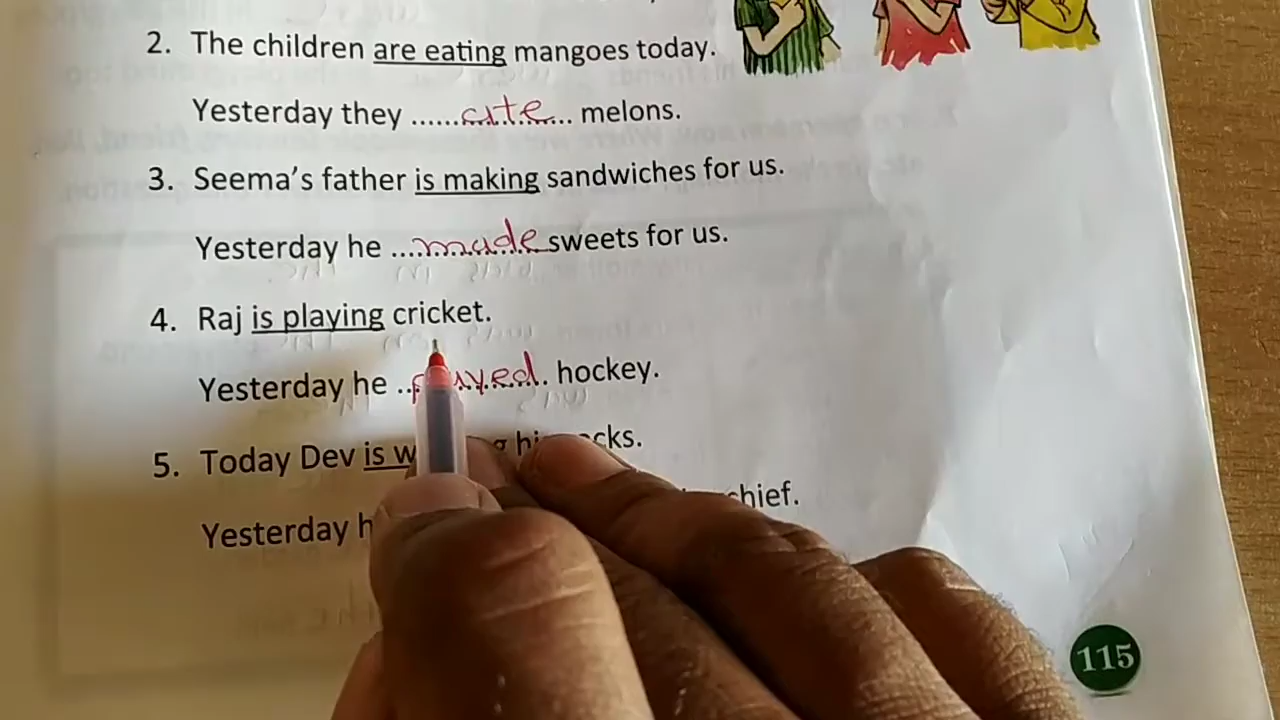 2. The children are eating mangoes today.
Yesterday they ......ate...... melons.
3. Seema's father is making sandwiches for us.
Yesterday he ....made.... sweets for us.
4. Raj is playing cricket.
Yesterday he ..played.. hockey.
5. Today Dev is
Yesterday
115